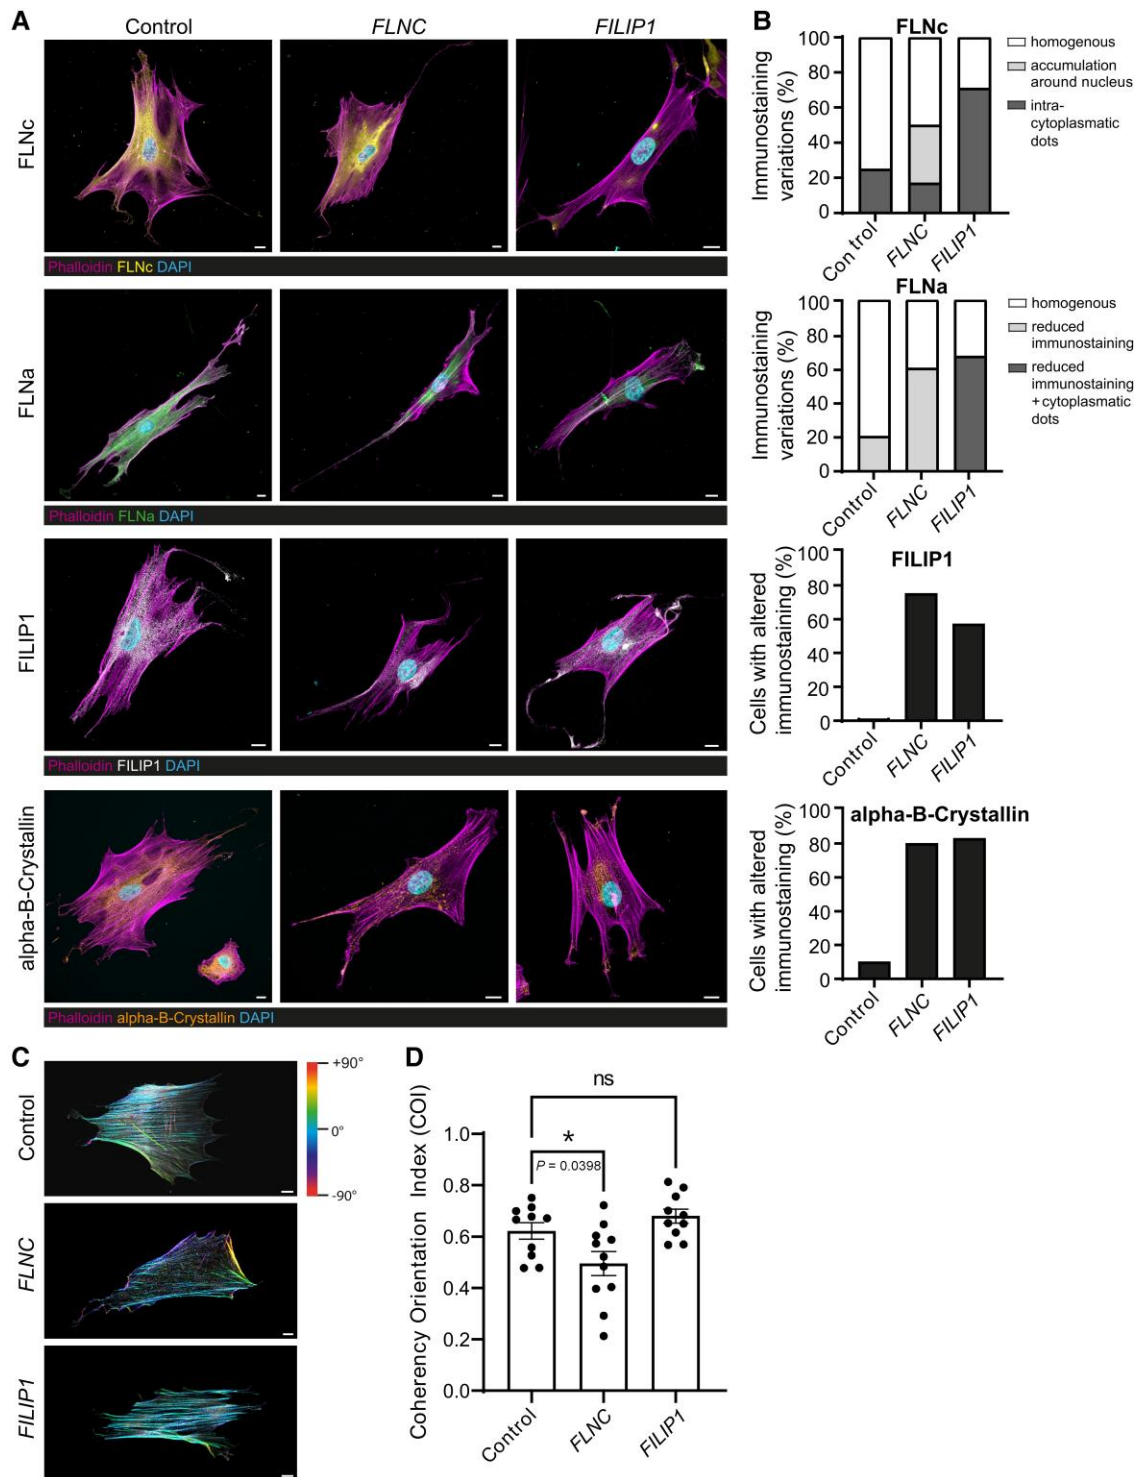 A
Control
FLNC
FILIP1
FLNc
Phalloidin FLNc DAPI
FLNa
Phalloidin FLNa DAPI
FILIP1
Phalloidin FILIP1 DAPI
alpha-B-Crystallin
Phalloidin alpha-B-Crystallin DAPI
B
FLNc
Immunostaining
variations (%)
100
80
60
40
20
0
Control
FLNC
FILIP1
homogenous
accumulation
around nucleus
intra-
cytoplasmatic
dots
FLNa
Immunostaining
variations (%)
100
80
60
40
20
0
Control
FLNC
FILIP1
homogenous
reduced
immunostaining
reduced
immunostaining
+cytoplasmatic
dots
FILIP1
Cells with altered
immunostaining (%)
100
80
60
40
20
0
Control
FLNC
FILIP1
alpha-B-Crystallin
Cells with altered
immunostaining (%)
100
80
60
40
20
0
Control
FLNC
FILIP1
C
Control
+90°
0°
-90°
FLNC
FILIP1
D
Coherency Orientation Index (COI)
1.0
0.8
0.6
0.4
0.2
0.0
ns
*
P = 0.0398
Control
FLNC
FILIP1